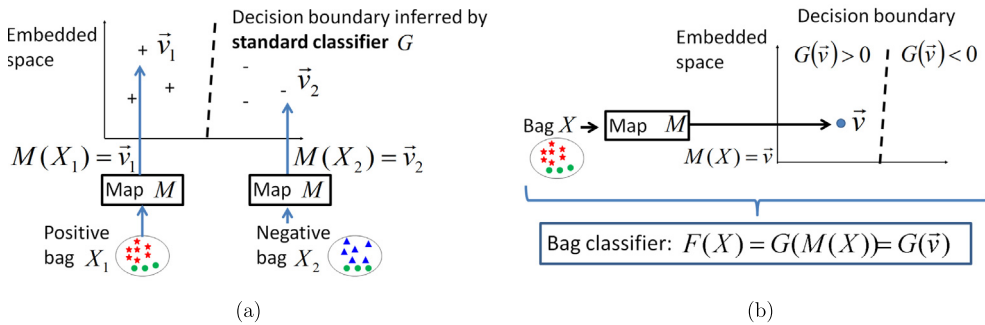 Embedded
space
+ v⃗₁
+ +
Decision boundary inferred by
standard classifier G
- v⃗₂
- - -
M(X₁)=v⃗₁
M(X₂)=v⃗₂
Map M
Map M
Positive
bag X₁
Negative
bag X₂
(a)
Decision boundary
Embedded
space
G(v⃗)>0
G(v⃗)<0
Bag X
Map M
v⃗
M(X)=v⃗
Bag classifier: F(X)=G(M(X))=G(v⃗)
(b)